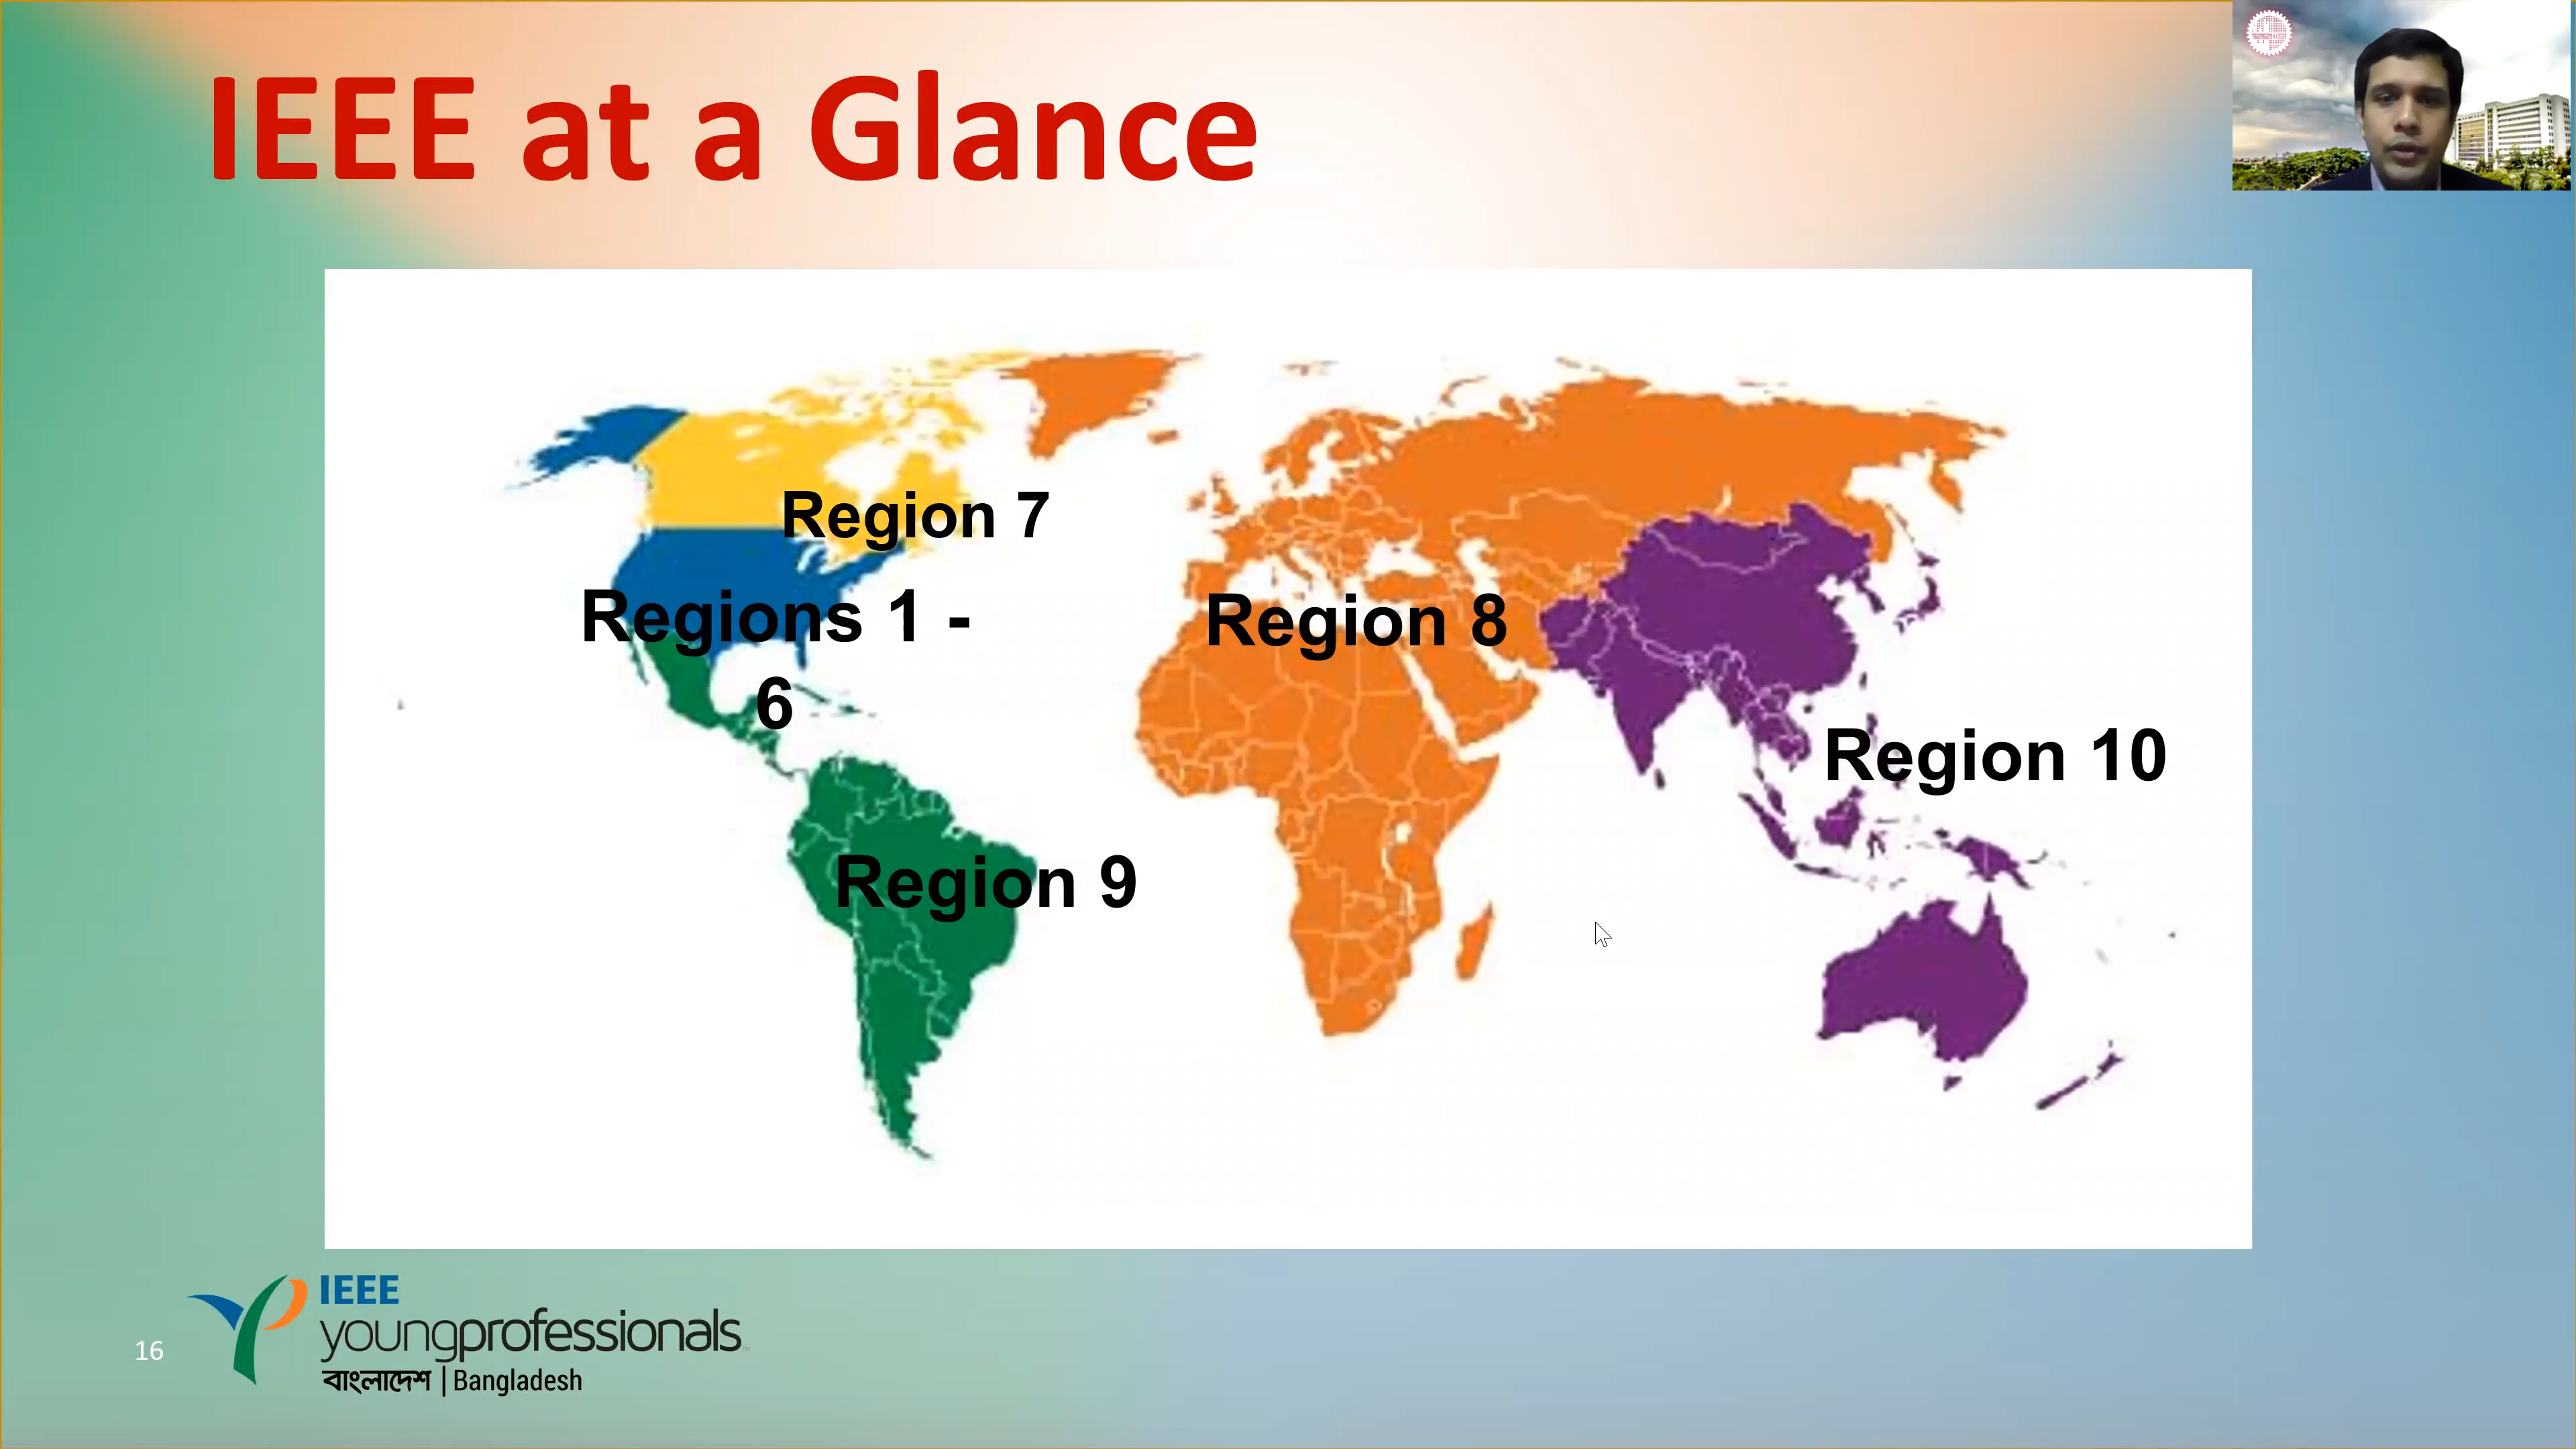 IEEE at a Glance
Region 7
Regions 1 -
6
Region 8
Region 10
Region 9
16
IEEE
youngprofessionals
বাংলাদেশ | Bangladesh